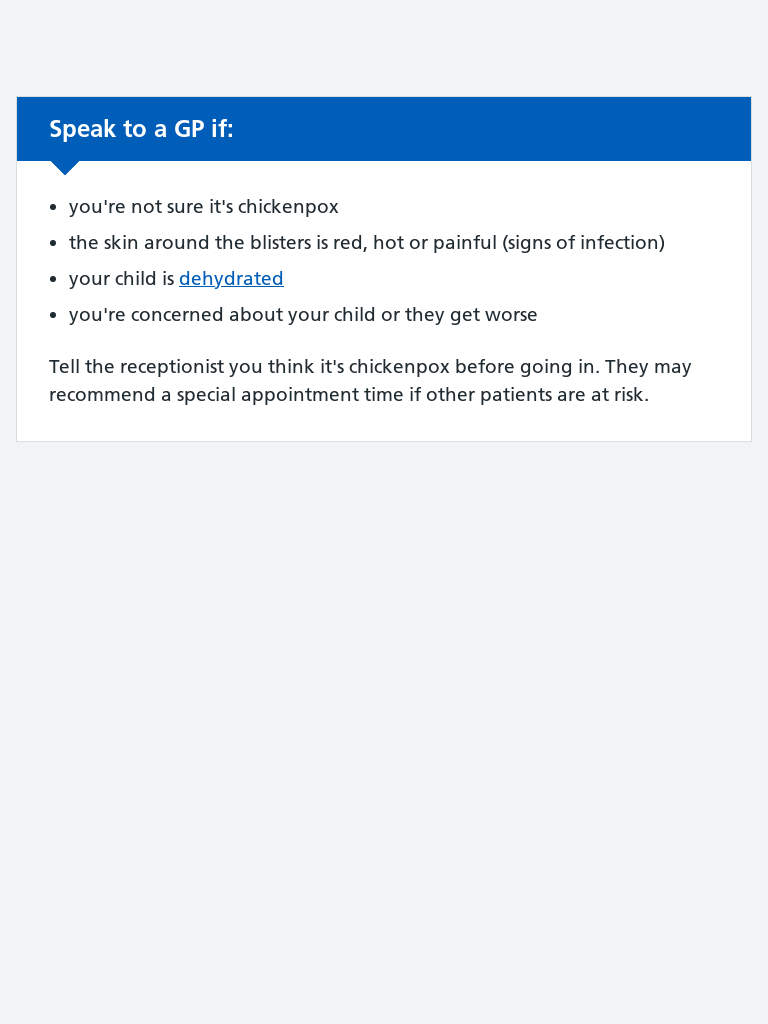 Speak to a GP if:
you're not sure it's chickenpox
the skin around the blisters is red, hot or painful (signs of infection)
your child is dehydrated
you're concerned about your child or they get worse
Tell the receptionist you think it's chickenpox before going in. They may
recommend a special appointment time if other patients are at risk.